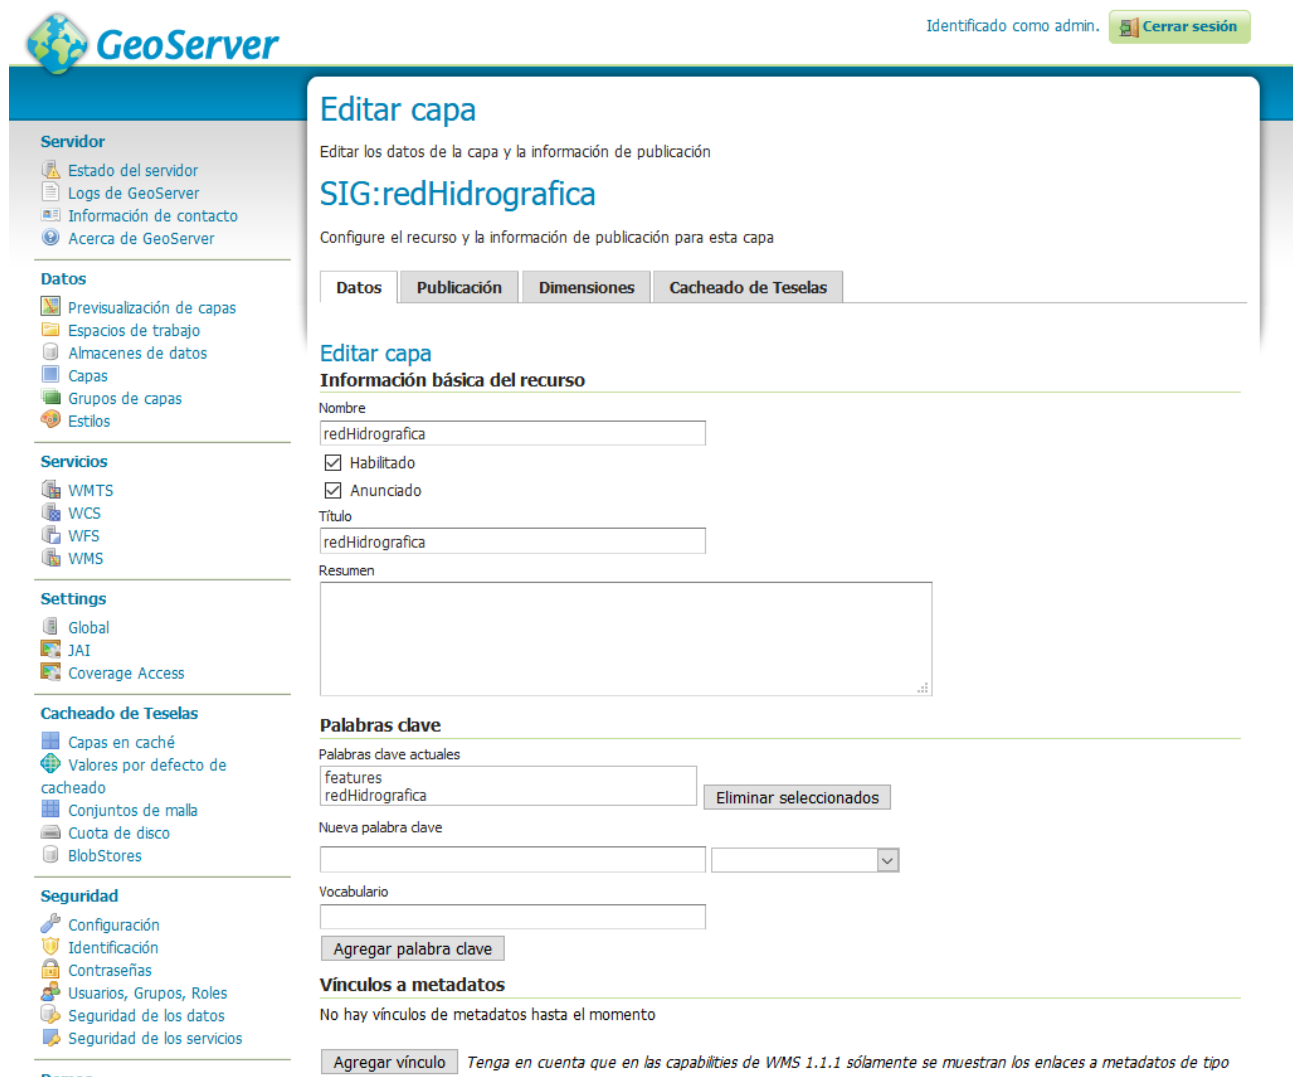 GeoServer
Identificado como admin.
Cerrar sesión
Servidor
Estado del servidor
Logs de GeoServer
Información de contacto
Acerca de GeoServer
Datos
Previsualización de capas
Espacios de trabajo
Almacenes de datos
Capas
Grupos de capas
Estilos
Servicios
WMTS
WCS
WFS
WMS
Settings
Global
JAI
Coverage Access
Cacheado de Teselas
Capas en caché
Valores por defecto de
cacheado
Conjuntos de malla
Cuota de disco
BlobStores
Seguridad
Configuración
Identificación
Contraseñas
Usuarios, Grupos, Roles
Seguridad de los datos
Seguridad de los servicios
Editar capa
Editar los datos de la capa y la información de publicación
SIG:redHidrografica
Configure el recurso y la información de publicación para esta capa
Datos Publicación Dimensiones Cacheado de Teselas
Editar capa
Información básica del recurso
Nombre
redHidrografica
Habilitado
Anunciado
Título
redHidrografica
Resumen
Palabras clave
Palabras clave actuales
features
redHidrografica
Eliminar seleccionados
Nueva palabra clave
Vocabulario
Agregar palabra clave
Vínculos a metadatos
No hay vínculos de metadatos hasta el momento
Agregar vínculo Tenga en cuenta que en las capabilities de WMS 1.1.1 sólamente se muestran los enlaces a metadatos de tipo